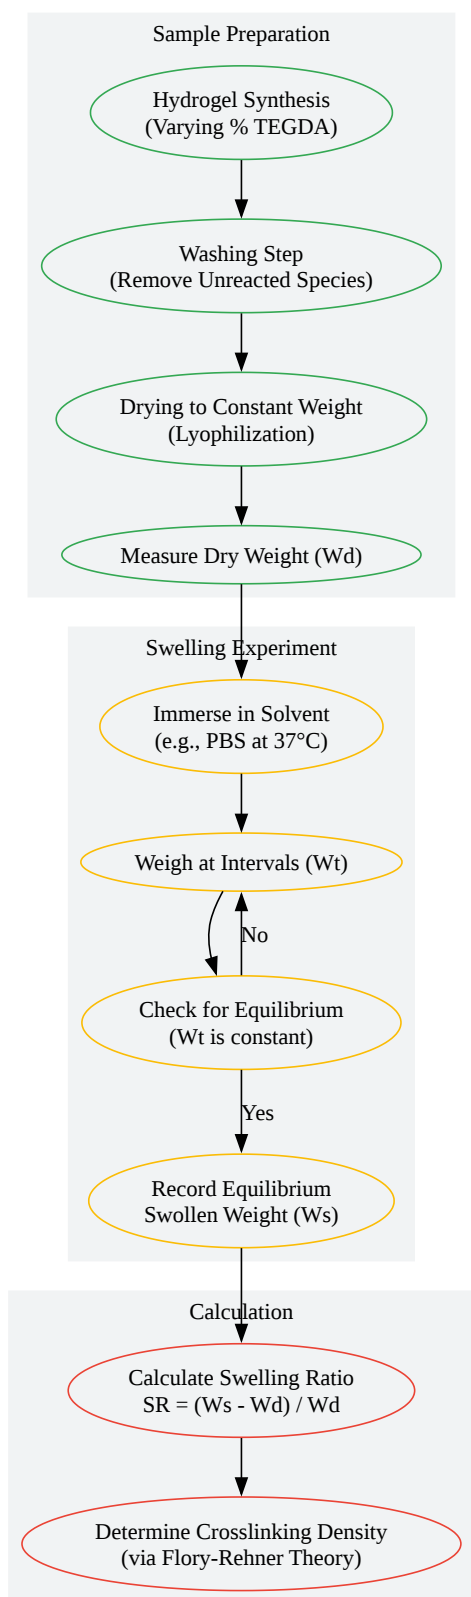 Sample Preparation
Hydrogel Synthesis
(Varying % TEGDA)
Washing Step
(Remove Unreacted Species)
Drying to Constant Weight
(Lyophilization)
Measure Dry Weight (Wd)
Swelling Experiment
Immerse in Solvent
(e.g., PBS at 37°C)
Weigh at Intervals (Wt)
No
Check for Equilibrium
(Wt is constant)
Yes
Record Equilibrium
Swollen Weight (Ws)
Calculation
Calculate Swelling Ratio
SR = (Ws - Wd) / Wd
Determine Crosslinking Density
(via Flory-Rehner Theory)